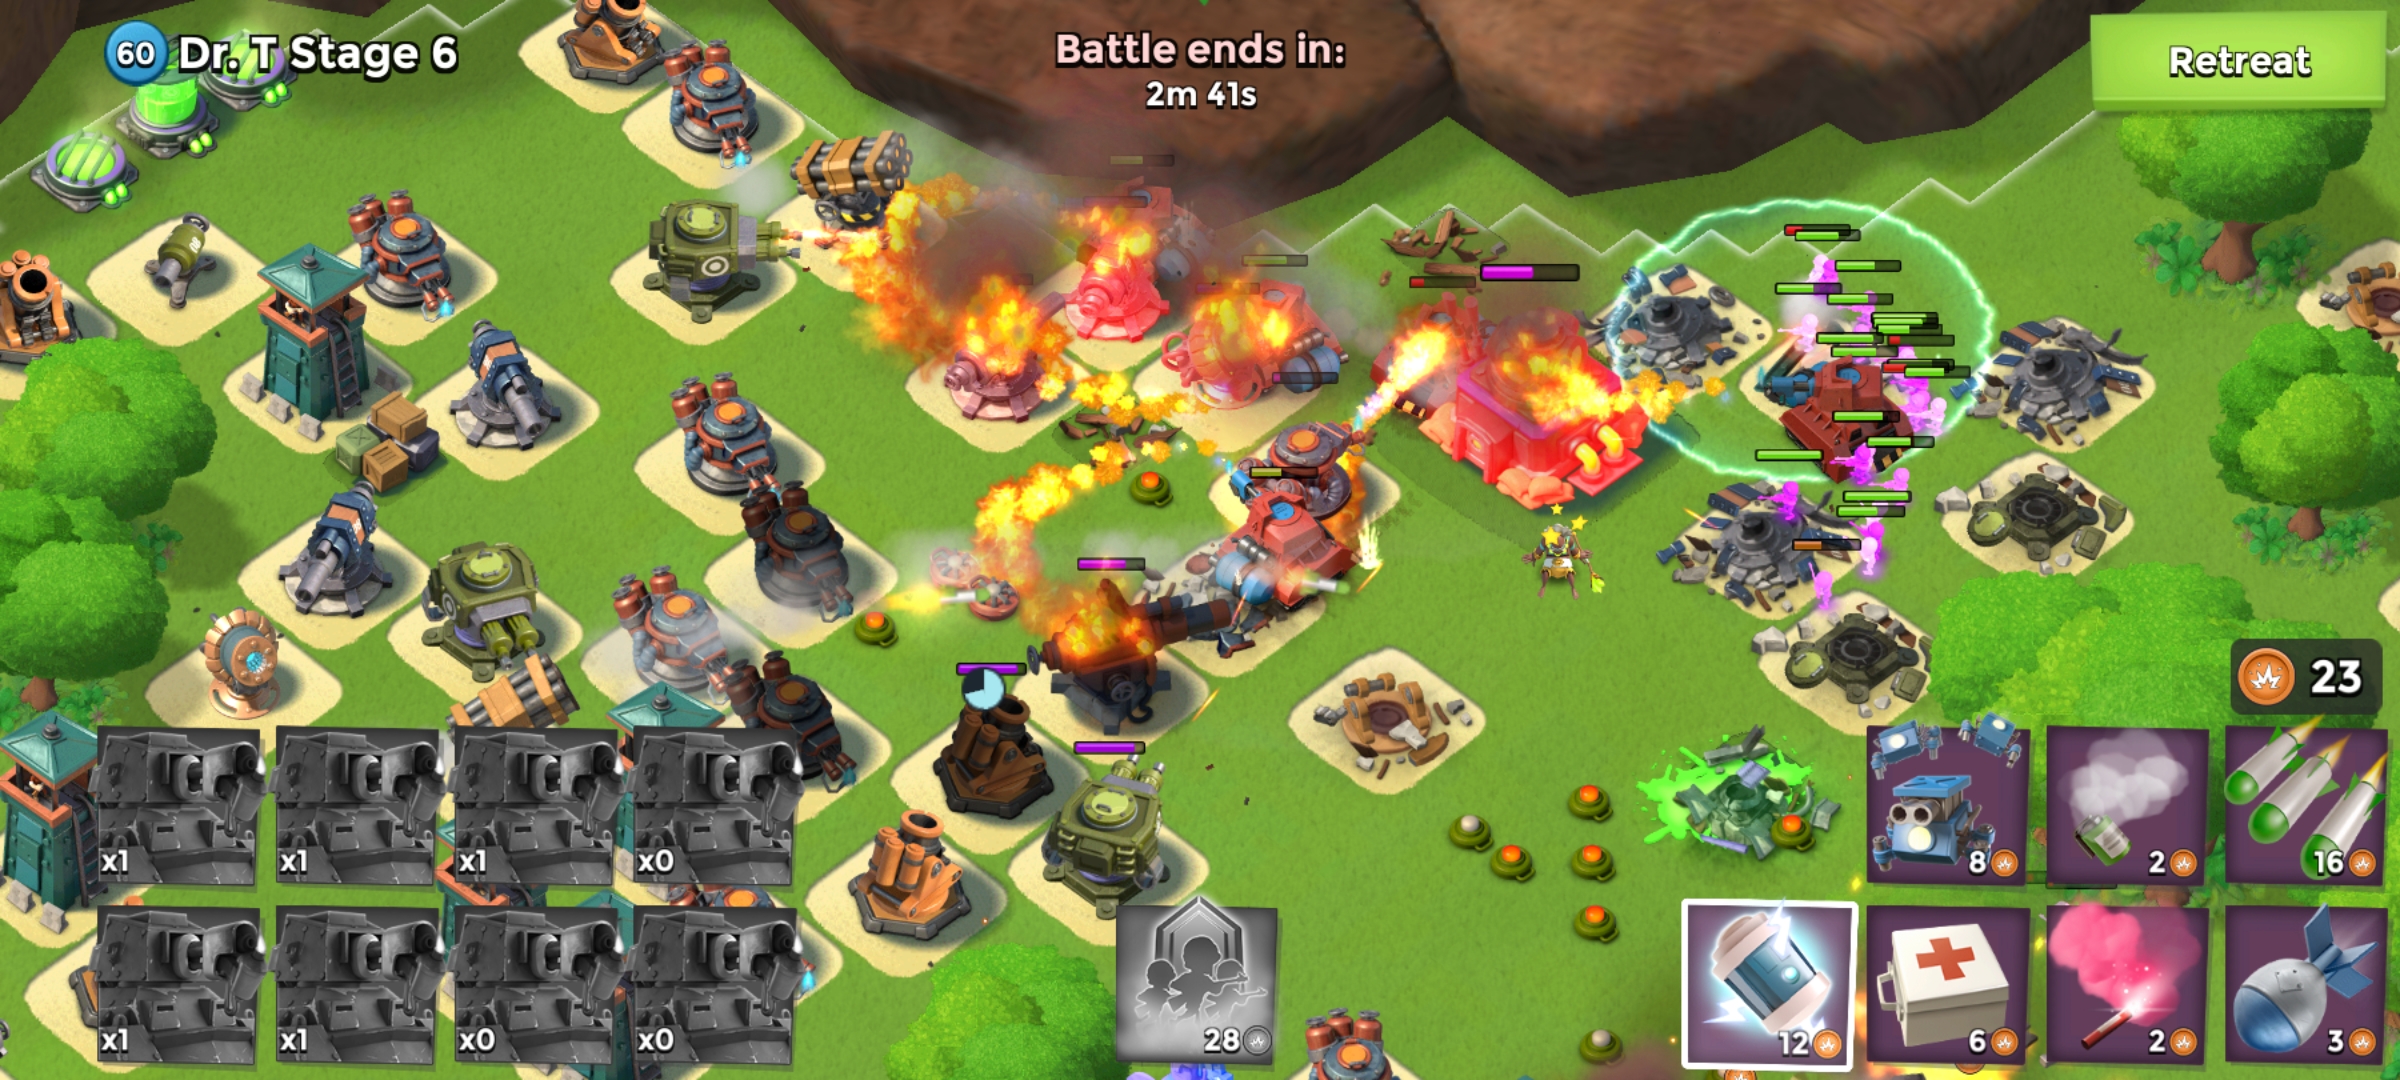 60 Dr. T Stage 6
Battle ends in:
2m 41s
Retreat
23
x1 x1 x1 x0
8 2 16
x1 x1 x0 x0
28
12 6 2 3